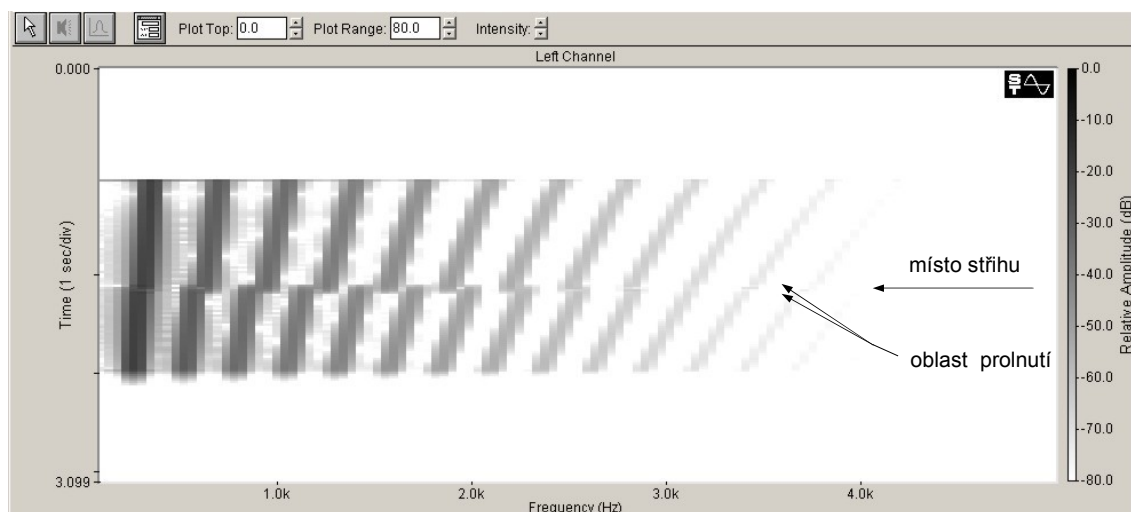 Plot Top: 0.0 Plot Range: 80.0 Intensity:
Left Channel
0.000
3.099
Time (1 sec/div)
1.0k 2.0k 3.0k 4.0k
Frequency (Hz)
ST
místo střihu
oblast prolnutí
0.0
-10.0
-20.0
-30.0
-40.0
-50.0
-60.0
-70.0
-80.0
Relative Amplitude (dB)